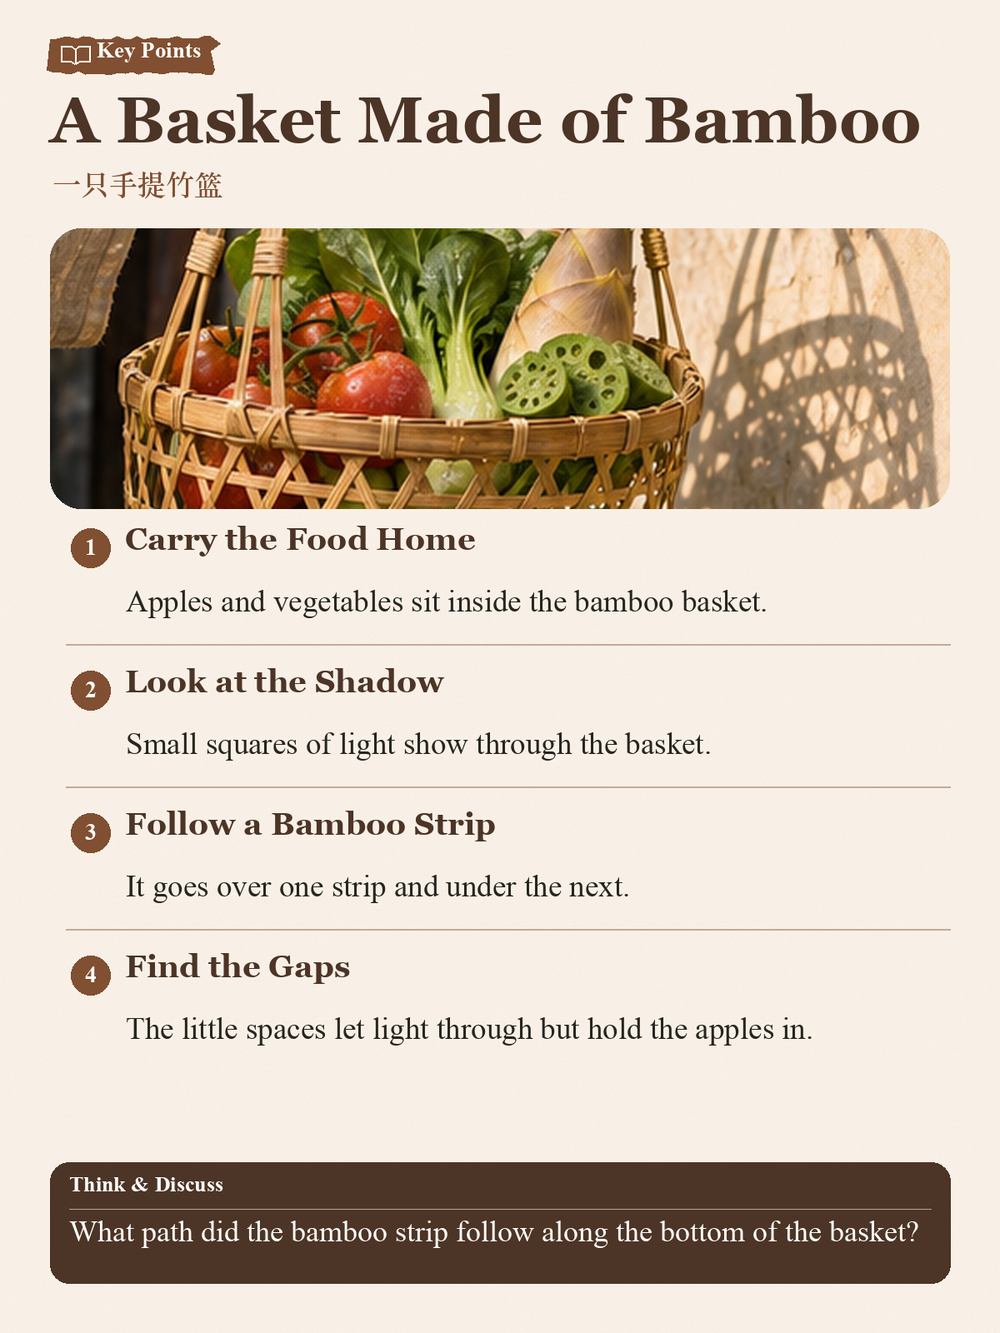 Key Points
A Basket Made of Bamboo
一只手提竹篮
1 Carry the Food Home
Apples and vegetables sit inside the bamboo basket.
2 Look at the Shadow
Small squares of light show through the basket.
3 Follow a Bamboo Strip
It goes over one strip and under the next.
4 Find the Gaps
The little spaces let light through but hold the apples in.
Think & Discuss
What path did the bamboo strip follow along the bottom of the basket?